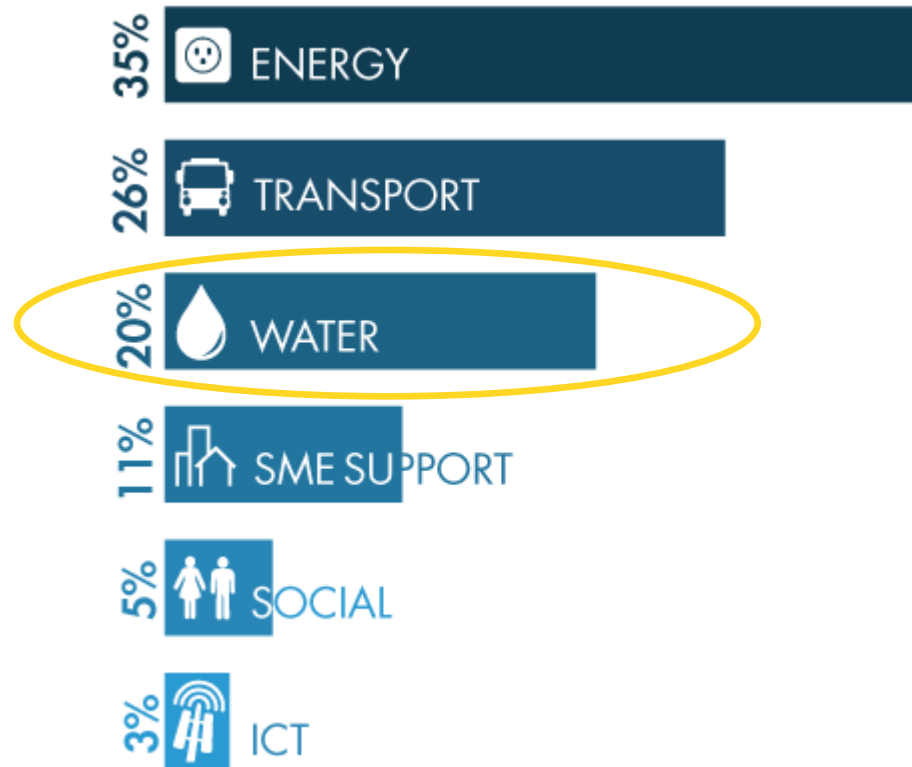 35% ENERGY
26% TRANSPORT
20% WATER
11% SME SUPPORT
5% SOCIAL
3% ICT